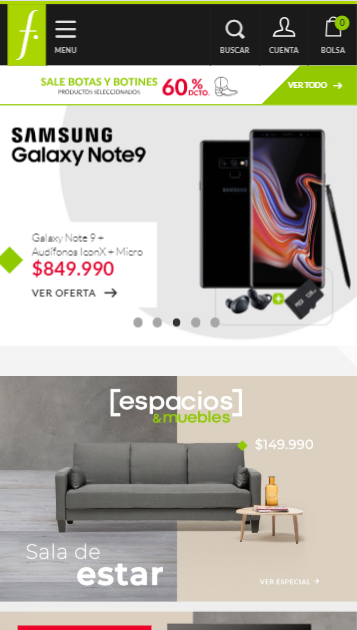 f.
MENU
BUSCAR
CUENTA
0
BOLSA
SALE BOTAS Y BOTINES
PRODUCTOS SELECCIONADOS
60.%
DCTO.
VER TODO
SAMSUNG
Galaxy Note9
Galaxy Note 9 +
Audífonos IconX + Micro
$849.990
VER OFERTA
[espacios]
&muebles
$149.990
Sala de
estar
VER ESPECIAL